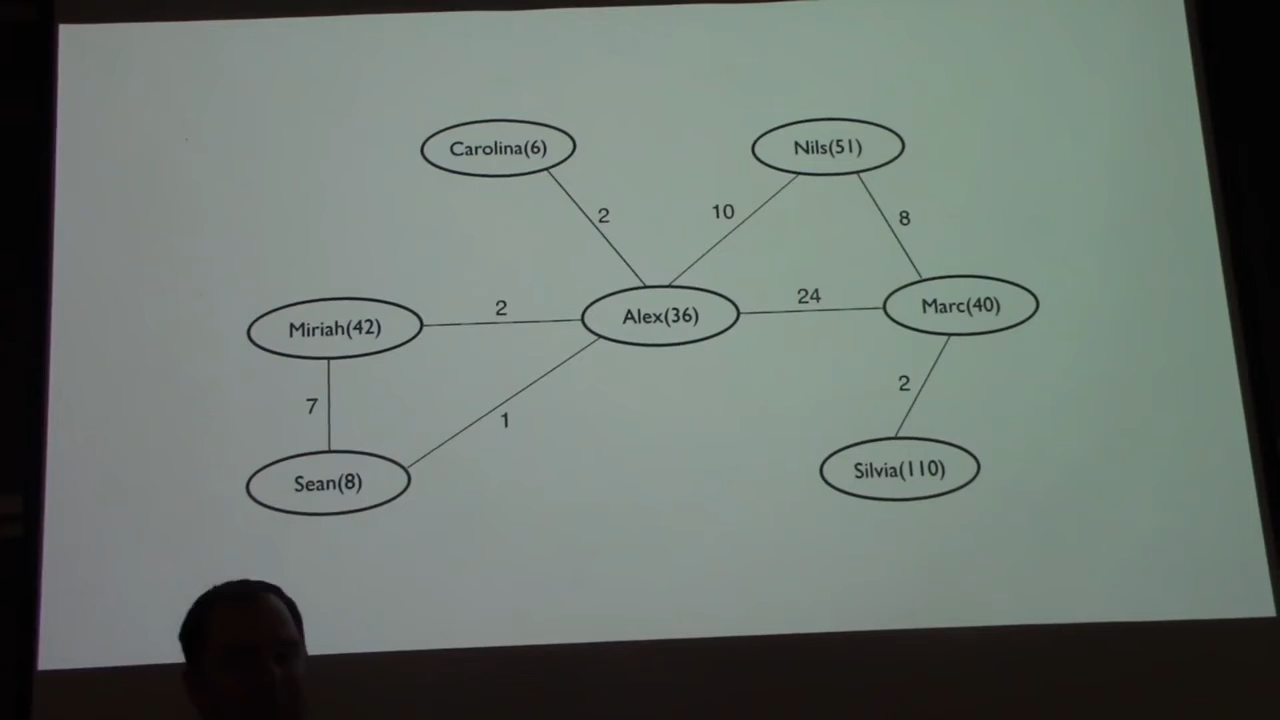 Carolina(6)
Nils(51)
2
10
8
Miriah(42)
2
Alex(36)
24
Marc(40)
7
1
2
Sean(8)
Silvia(110)